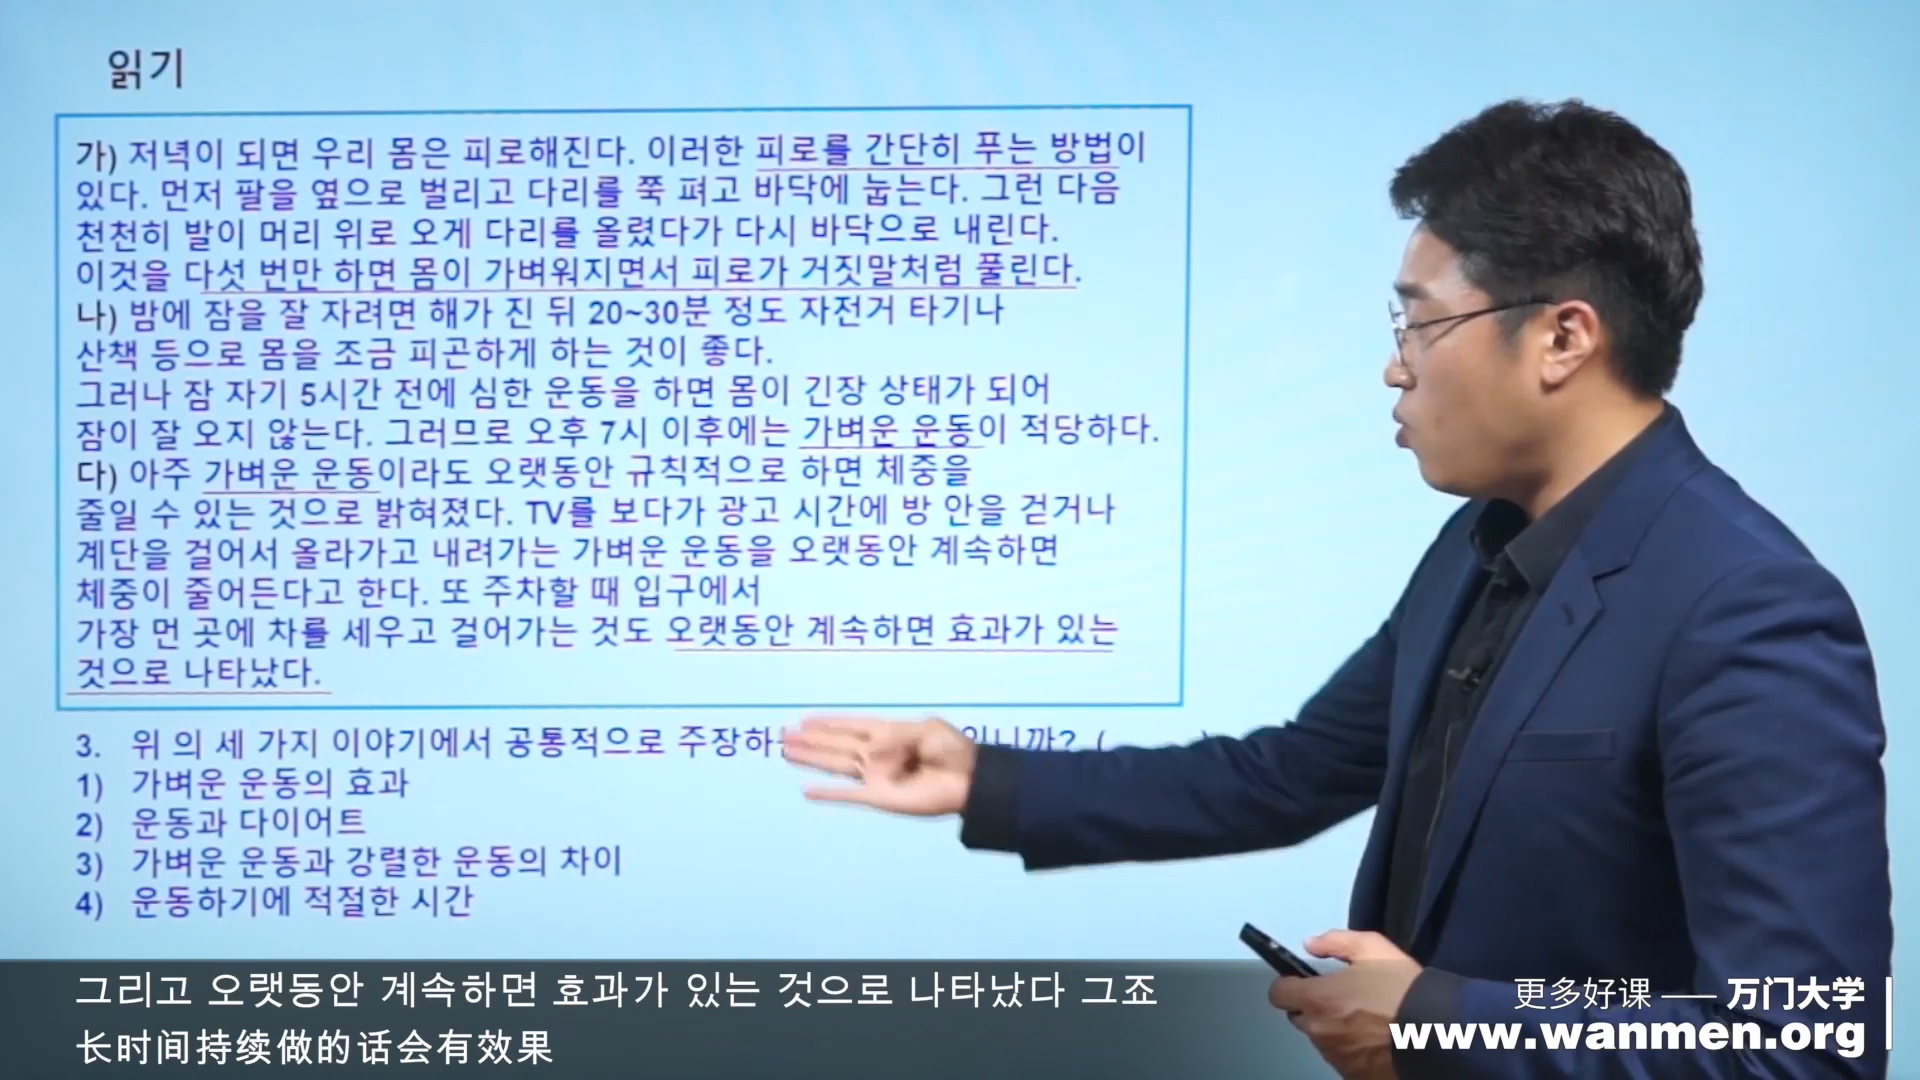 읽기
가) 저녁이 되면 우리 몸은 피로해진다. 이러한 피로를 간단히 푸는 방법이
있다. 먼저 팔을 옆으로 벌리고 다리를 쭉 펴고 바닥에 눕는다. 그런 다음
천천히 발이 머리 위로 오게 다리를 올렸다가 다시 바닥으로 내린다.
이것을 다섯 번만 하면 몸이 가벼워지면서 피로가 거짓말처럼 풀린다.
나) 밤에 잠을 잘 자려면 해가 진 뒤 20~30분 정도 자전거 타기나
산책 등으로 몸을 조금 피곤하게 하는 것이 좋다.
그러나 잠 자기 5시간 전에 심한 운동을 하면 몸이 긴장 상태가 되어
잠이 잘 오지 않는다. 그러므로 오후 7시 이후에는 가벼운 운동이 적당하다.
다) 아주 가벼운 운동이라도 오랫동안 규칙적으로 하면 체중을
줄일 수 있는 것으로 밝혀졌다. TV를 보다가 광고 시간에 방 안을 걷거나
계단을 걸어서 올라가고 내려가는 가벼운 운동을 오랫동안 계속하면
체중이 줄어든다고 한다. 또 주차할 때 입구에서
가장 먼 곳에 차를 세우고 걸어가는 것도 오랫동안 계속하면 효과가 있는
것으로 나타났다.
3. 위 의 세 가지 이야기에서 공통적으로 입니까? (
1) 가벼운 운동의 효과
2) 운동과 다이어트
3) 가벼운 운동과 강렬한 운동의 차이
4) 운동하기에 적절한 시간
그리고 오랫동안 계속하면 효과가 있는 것으로 나타났다 그죠
长时间持续做的话会有效果
更多好课 —— 万门大学
www.wanmen.org